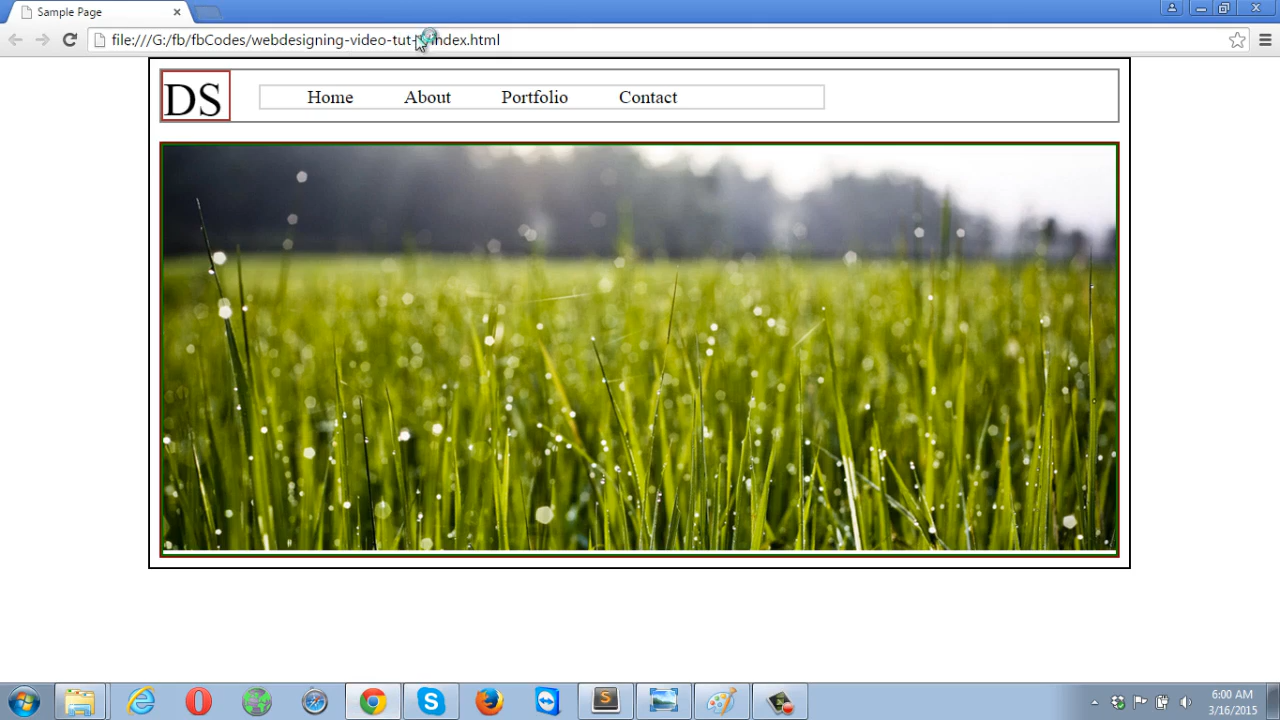 Sample Page
file:///G:/fb/fbCodes/webdesigning-video-tut-
index.html
DS
Home About Portfolio Contact
6:00 AM
3/16/2015